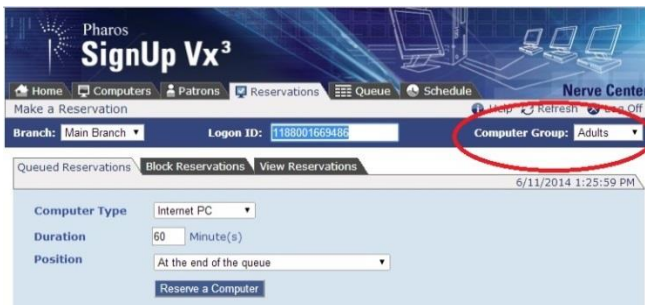 Pharos
SignUp Vx³
Home Computers Patrons Reservations Queue Schedule Nerve Center
Make a Reservation Help Refresh Log Off
Branch: Main Branch Logon ID: 1188001669486 Computer Group: Adults
Queued Reservations Block Reservations View Reservations
6/11/2014 1:25:59 PM
Computer Type Internet PC
Duration 60 Minute(s)
Position At the end of the queue
Reserve a Computer